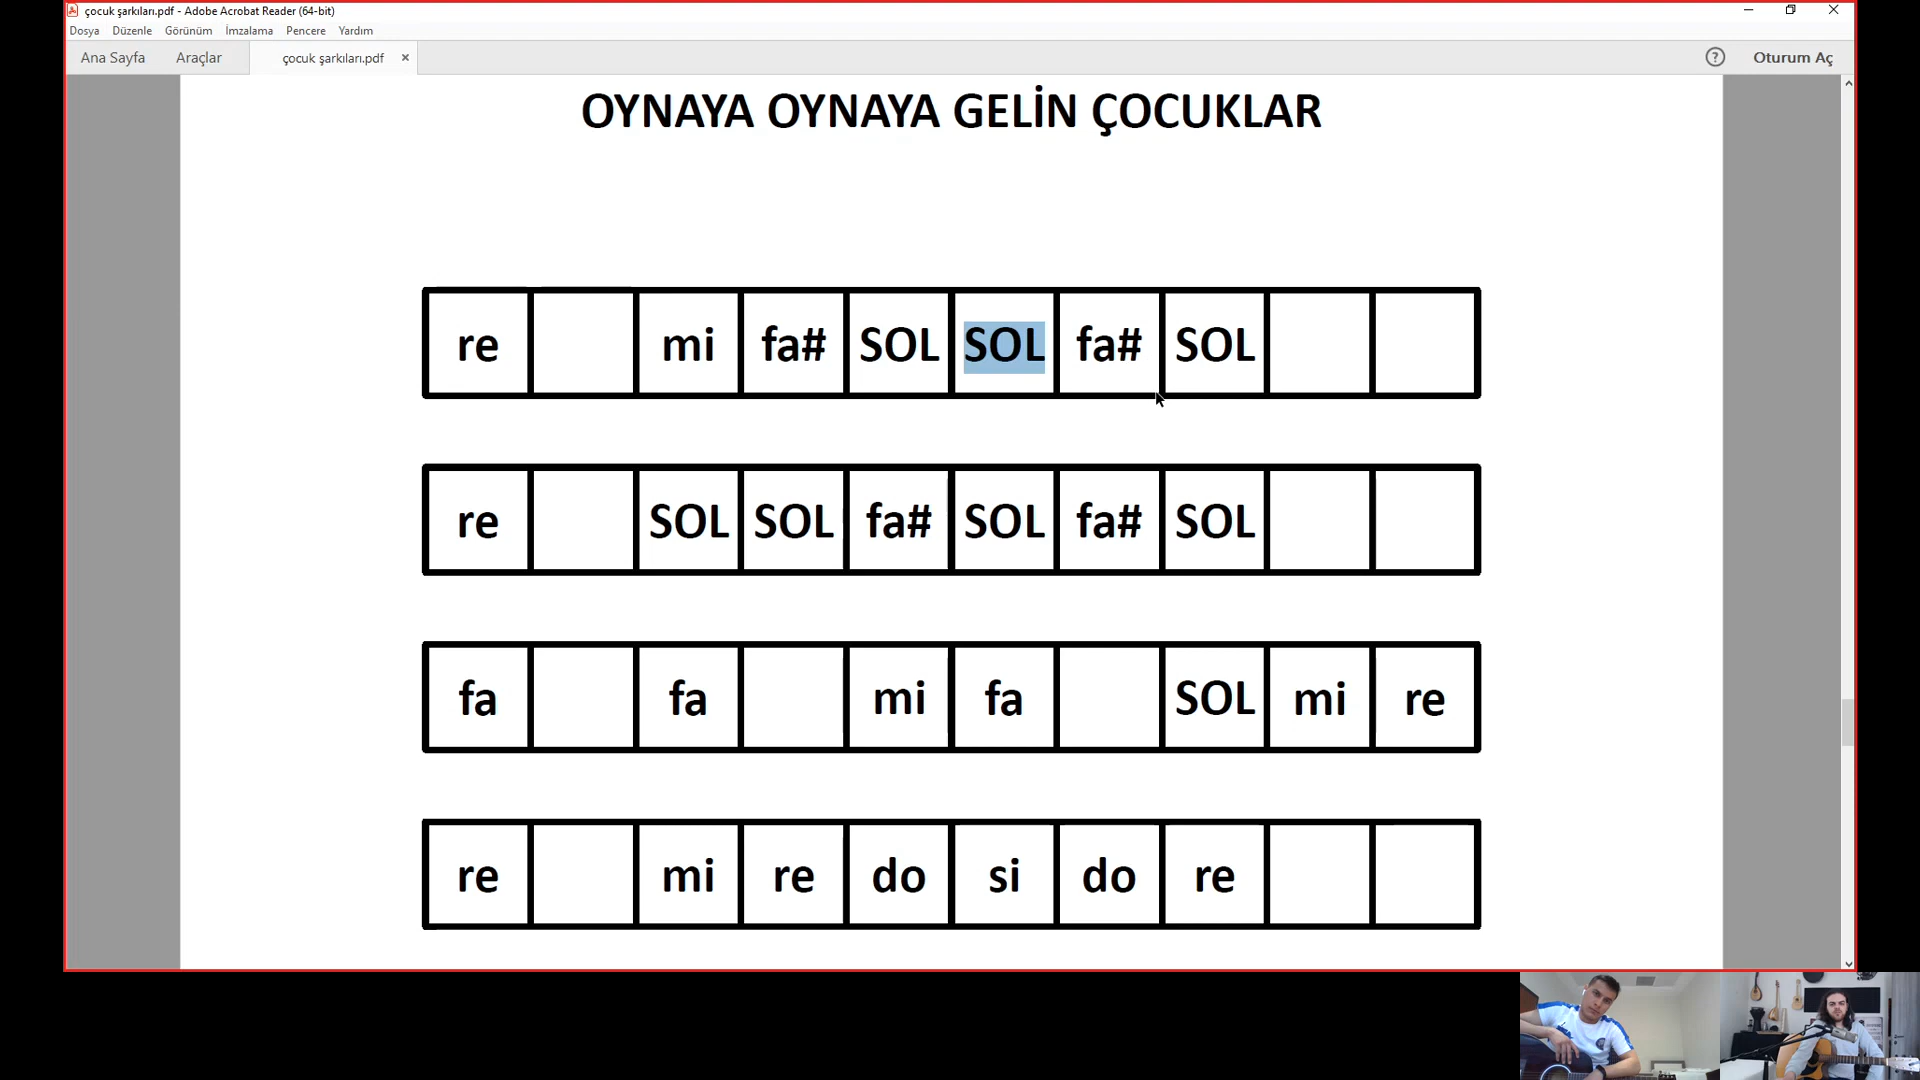 çocuk şarkıları.pdf - Adobe Acrobat Reader (64-bit)
Dosya Düzenle Görünüm İmzalama Pencere Yardım
Ana Sayfa Araçlar çocuk şarkıları.pdf × ? Oturum Aç
OYNAYA OYNAYA GELİN ÇOCUKLAR
re mi fa# SOL SOL fa# SOL
re SOL SOL fa# SOL fa# SOL
fa fa mi fa SOL mi re
re mi re do si do re